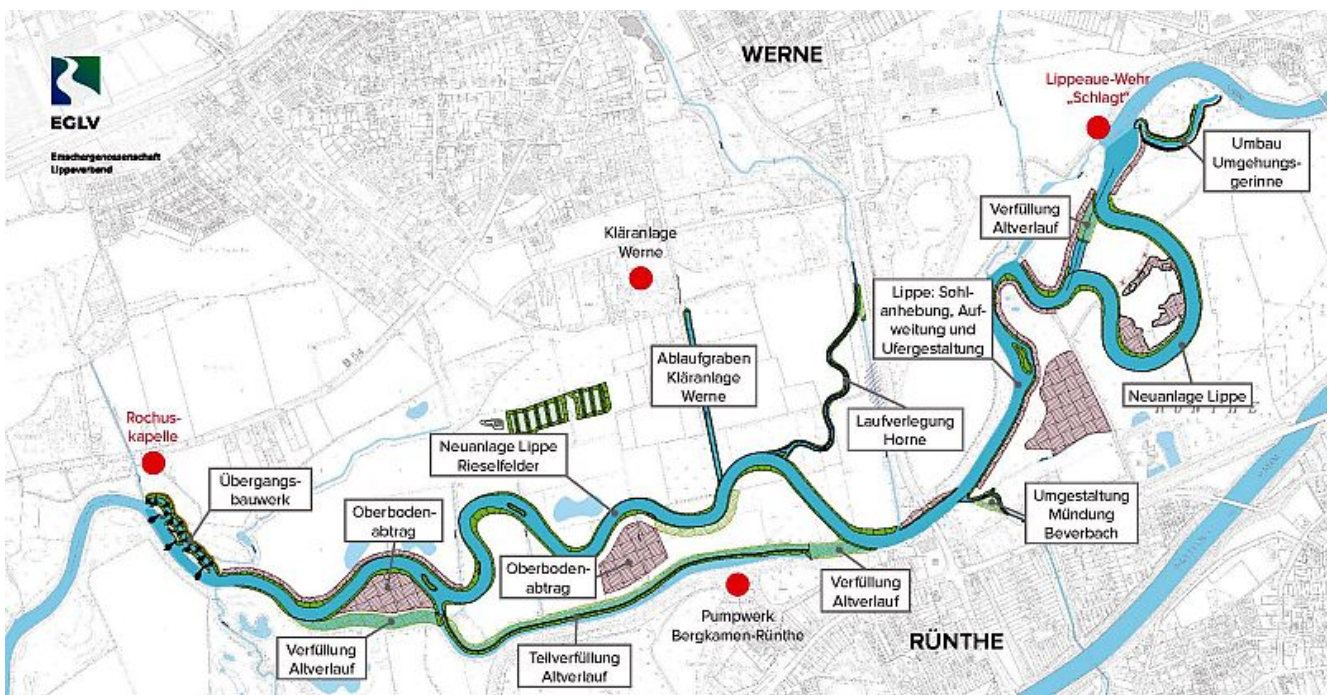 WERNE
EGLV
Emschergenossenschaft
Lippeverband
Lippeaue-Wehr
„Schlagt“
Umbau
Umgehungs-
gerinne
Verfüllung
Altverlauf
Kläranlage
Werne
Lippe: Sohl-
anhebung, Auf-
weitung und
Ufergestaltung
B 54
Ablaufgraben
Kläranlage
Werne
Neuanlage Lippe
Rochus-
kapelle
Laufverlegung
Horne
Neuanlage Lippe
Rieselfelder
Übergangs-
bauwerk
Oberboden-
abtrag
Umgestaltung
Mündung
Beverbach
Oberboden-
abtrag
Verfüllung
Altverlauf
Pumpwerk
Bergkamen-Rünthe
RÜNTHE
Verfüllung
Altverlauf
Teilverfüllung
Altverlauf